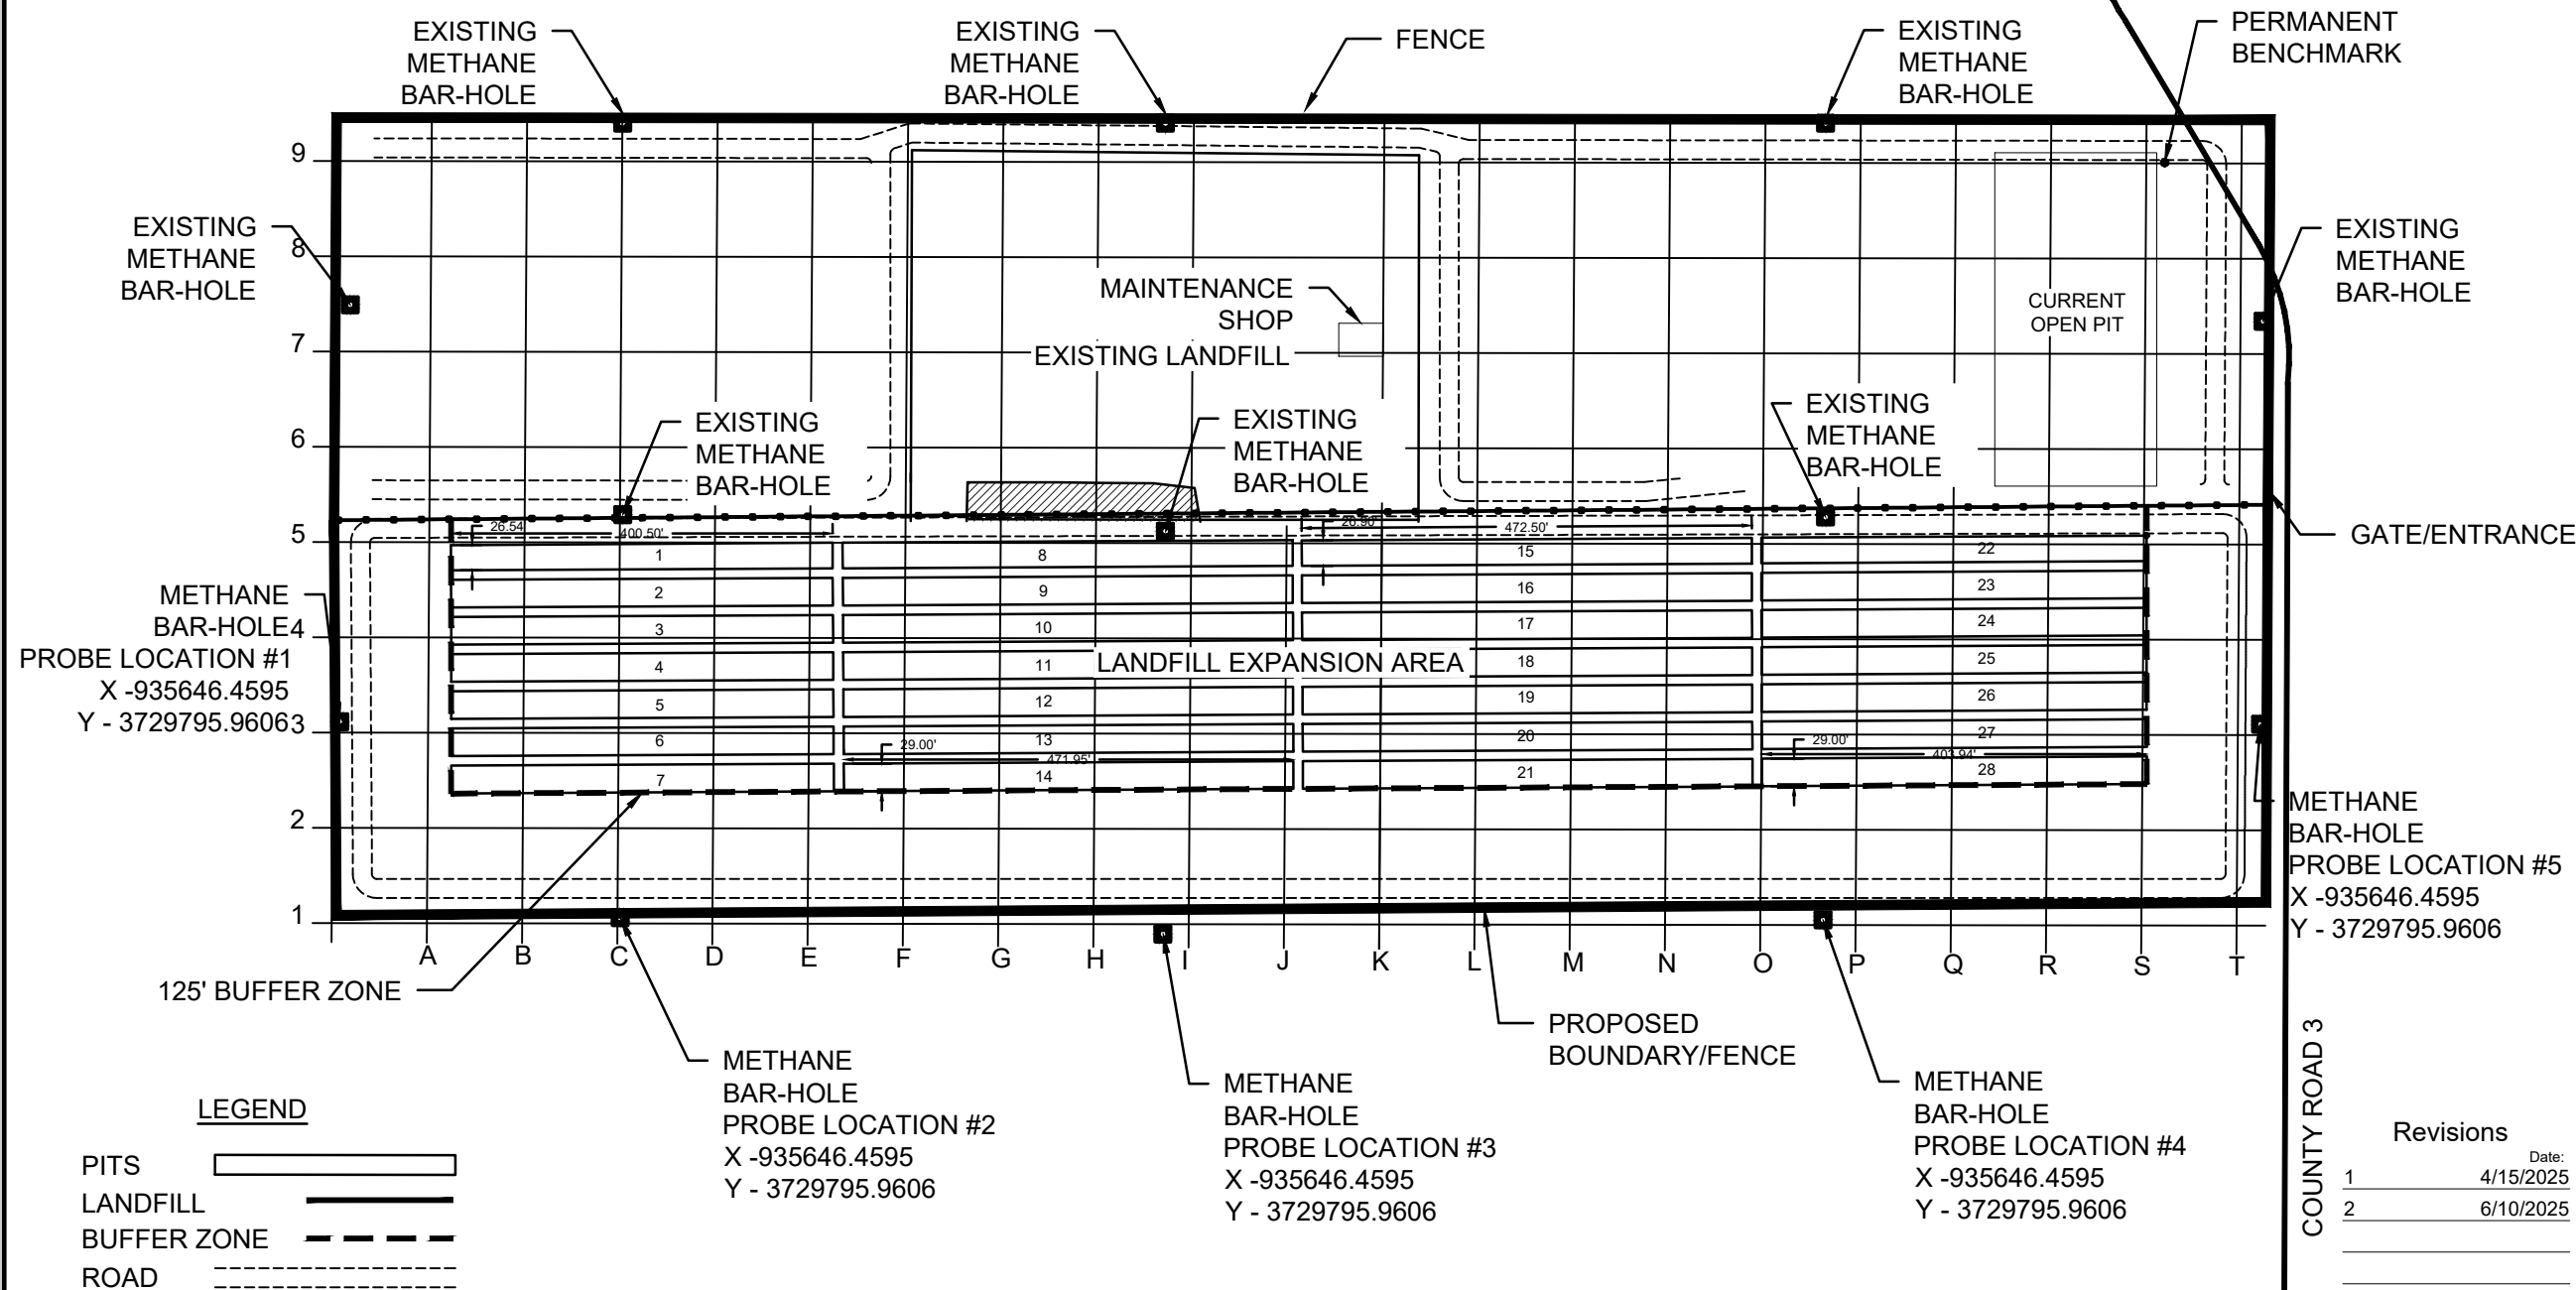 EXISTING
METHANE
BAR-HOLE
EXISTING
METHANE
BAR-HOLE
FENCE
EXISTING
METHANE
BAR-HOLE
PERMANENT
BENCHMARK
9
8
7
6
5
4
3
2
1
EXISTING
METHANE
BAR-HOLE
EXISTING
METHANE
BAR-HOLE
MAINTENANCE
SHOP
EXISTING LANDFILL
CURRENT
OPEN PIT
EXISTING
METHANE
BAR-HOLE
EXISTING
METHANE
BAR-HOLE
EXISTING
METHANE
BAR-HOLE
GATE/ENTRANCE
26.54
400.50'
26.90'
472.50'
1
2
3
4
5
6
7
8
9
10
11
12
13
14
15
16
17
18
19
20
21
22
23
24
25
26
27
28
LANDFILL EXPANSION AREA
29.00'
471.95'
29.00'
403.94'
METHANE
BAR-HOLE
PROBE LOCATION #1
X -935646.4595
Y - 3729795.9606
METHANE
BAR-HOLE
PROBE LOCATION #5
X -935646.4595
Y - 3729795.9606
A B C D E F G H I J K L M N O P Q R S T
125' BUFFER ZONE
PROPOSED
BOUNDARY/FENCE
METHANE
BAR-HOLE
PROBE LOCATION #2
X -935646.4595
Y - 3729795.9606
METHANE
BAR-HOLE
PROBE LOCATION #3
X -935646.4595
Y - 3729795.9606
METHANE
BAR-HOLE
PROBE LOCATION #4
X -935646.4595
Y - 3729795.9606
COUNTY ROAD 3
LEGEND
PITS
LANDFILL
BUFFER ZONE
ROAD
Revisions
Date:
1 4/15/2025
2 6/10/2025